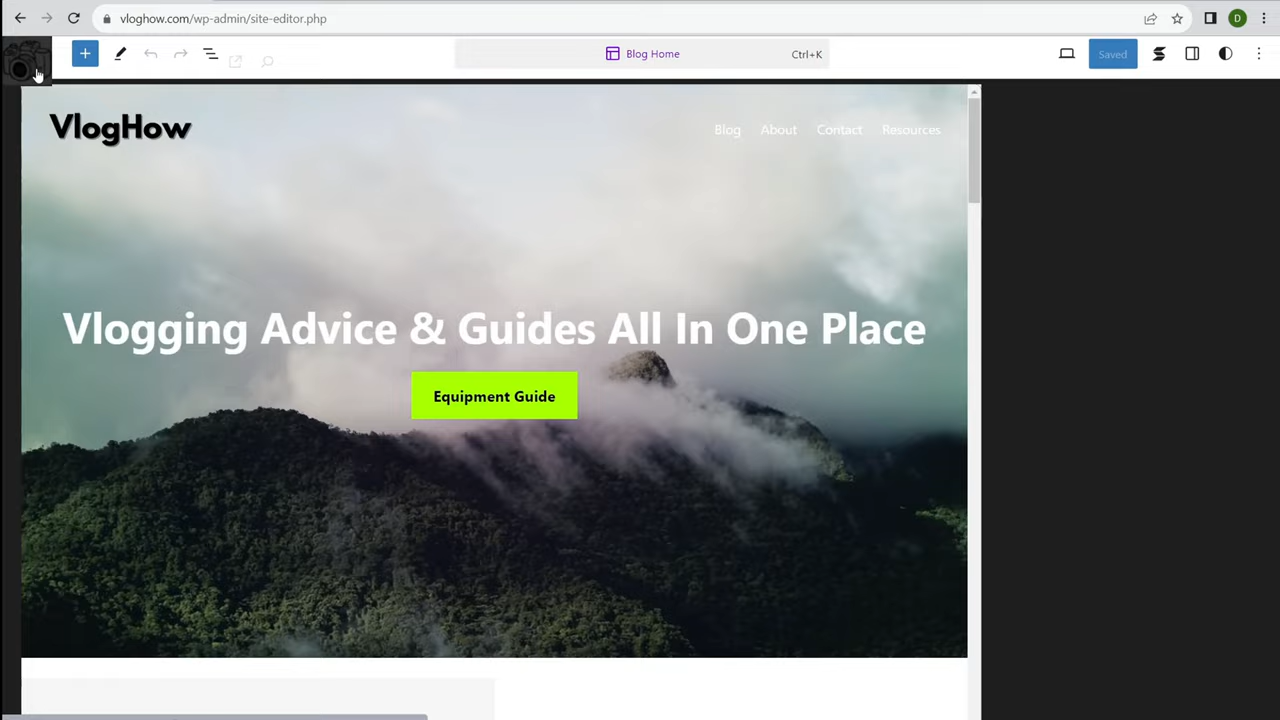 vloghow.com/wp-admin/site-editor.php
D
Blog Home
Ctrl+K
Saved
VlogHow
Blog
About
Contact
Resources
Vlogging Advice & Guides All In One Place
Equipment Guide